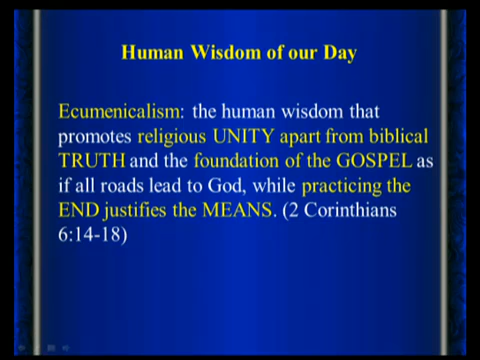 Human Wisdom of our Day
Ecumenicalism: the human wisdom that
promotes religious UNITY apart from biblical
TRUTH and the foundation of the GOSPEL as
if all roads lead to God, while practicing the
END justifies the MEANS. (2 Corinthians
6:14-18)